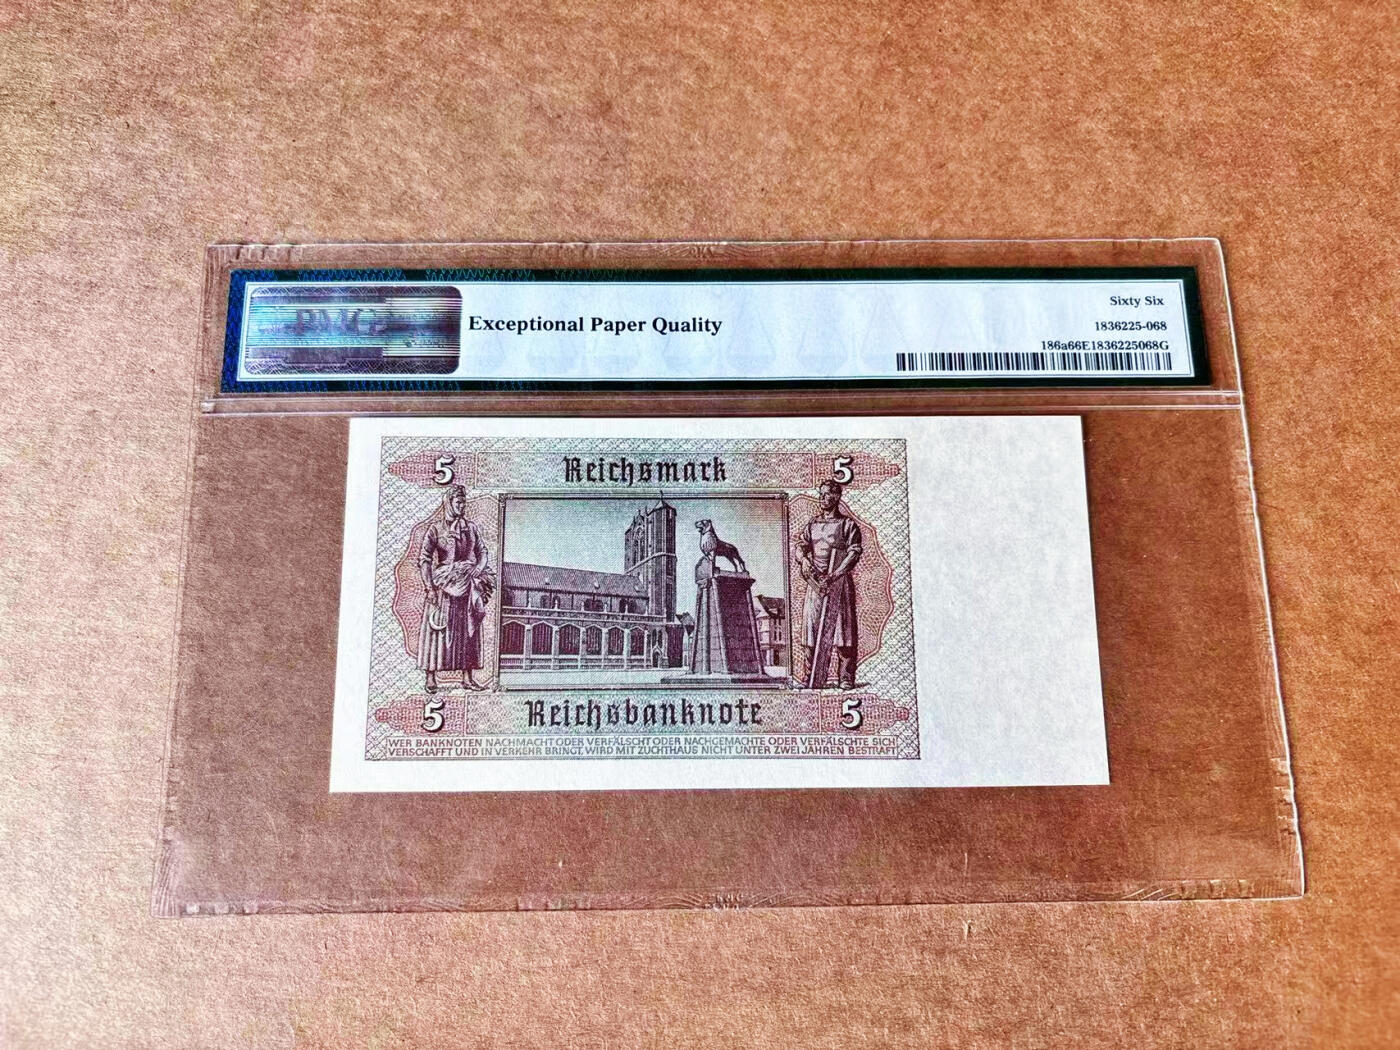 PMG
Exceptional Paper Quality
Sixty Six
1836225-068
186a66E1836225068G
5 Reichsmark 5
5 Reichsbanknote 5
WER BANKNOTEN NACHMACHT ODER VERFÄLSCHT ODER NACHGEMACHTE ODER VERFÄLSCHTE SICH
VERSCHAFFT UND IN VERKEHR BRINGT, WIRD MIT ZUCHTHAUS NICHT UNTER ZWEI JAHREN BESTRAFT